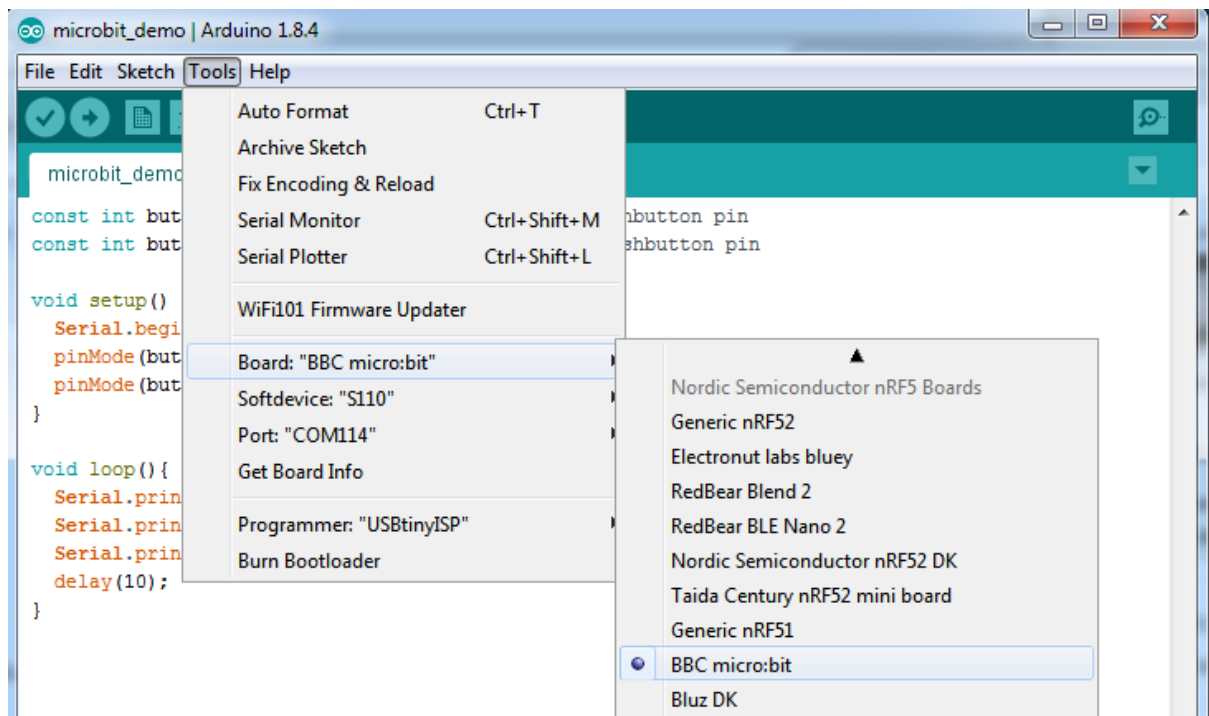 microbit_demo | Arduino 1.8.4
File Edit Sketch Tools Help
microbit_demo
const int but
const int but
void setup()
Serial.begi
pinMode(but
pinMode(but
}
void loop(){
Serial.prin
Serial.prin
Serial.prin
delay(10);
}
Auto Format Ctrl+T
Archive Sketch
Fix Encoding & Reload
Serial Monitor Ctrl+Shift+M
Serial Plotter Ctrl+Shift+L
WiFi101 Firmware Updater
Board: "BBC micro:bit"
Softdevice: "S110"
Port: "COM114"
Get Board Info
Programmer: "USBtinyISP"
Burn Bootloader
button pin
shbutton pin
Nordic Semiconductor nRF5 Boards
Generic nRF52
Electronut labs bluey
RedBear Blend 2
RedBear BLE Nano 2
Nordic Semiconductor nRF52 DK
Taida Century nRF52 mini board
Generic nRF51
BBC micro:bit
Bluz DK